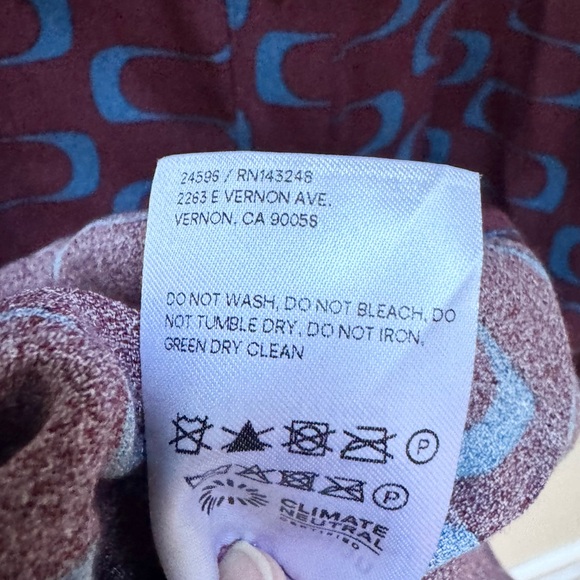 24596 / RN143248
2263 E VERNON AVE.
VERNON, CA 90058
DO NOT WASH, DO NOT BLEACH, DO
NOT TUMBLE DRY, DO NOT IRON,
GREEN DRY CLEAN
P
P
CLIMATE
NEUTRAL
CERTIFIED